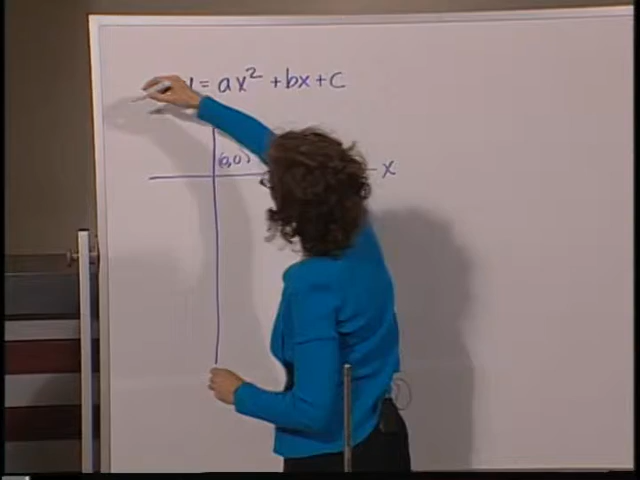 y = ax² + bx + c
(0,0)
x